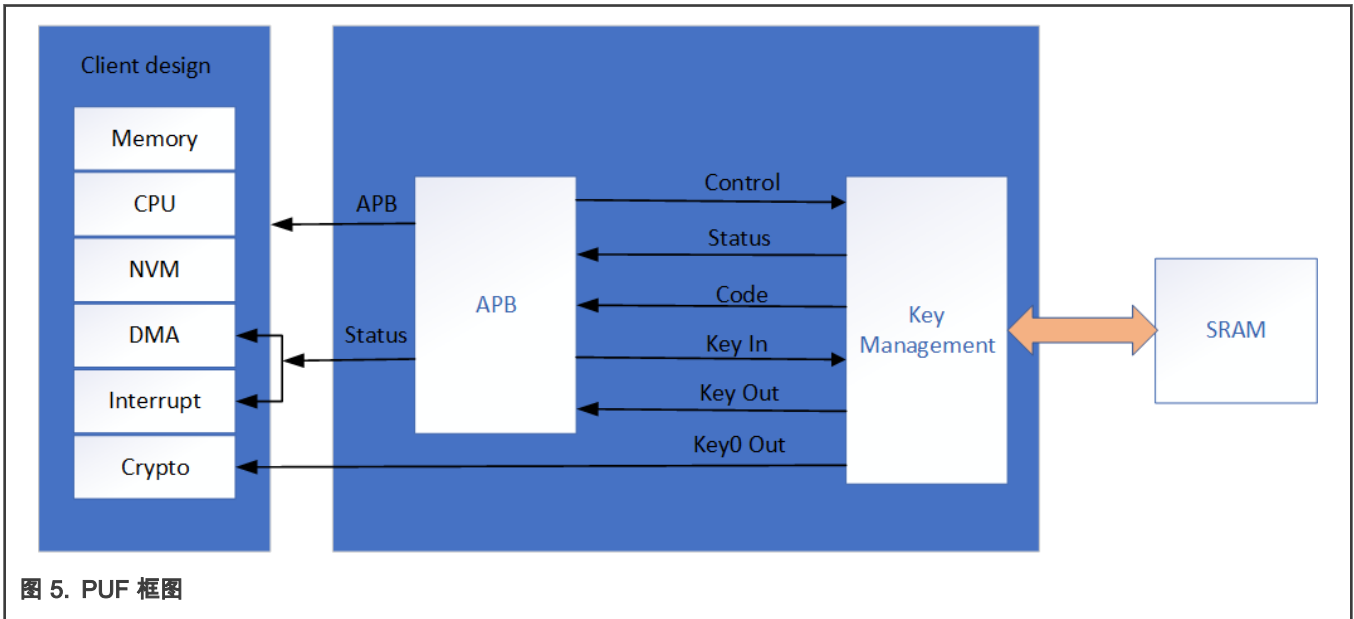 Client design
Memory
CPU
NVM
DMA
Interrupt
Crypto
APB
Status
APB
Control
Status
Code
Key In
Key Out
Key0 Out
Key
Management
SRAM
图 5. PUF 框图